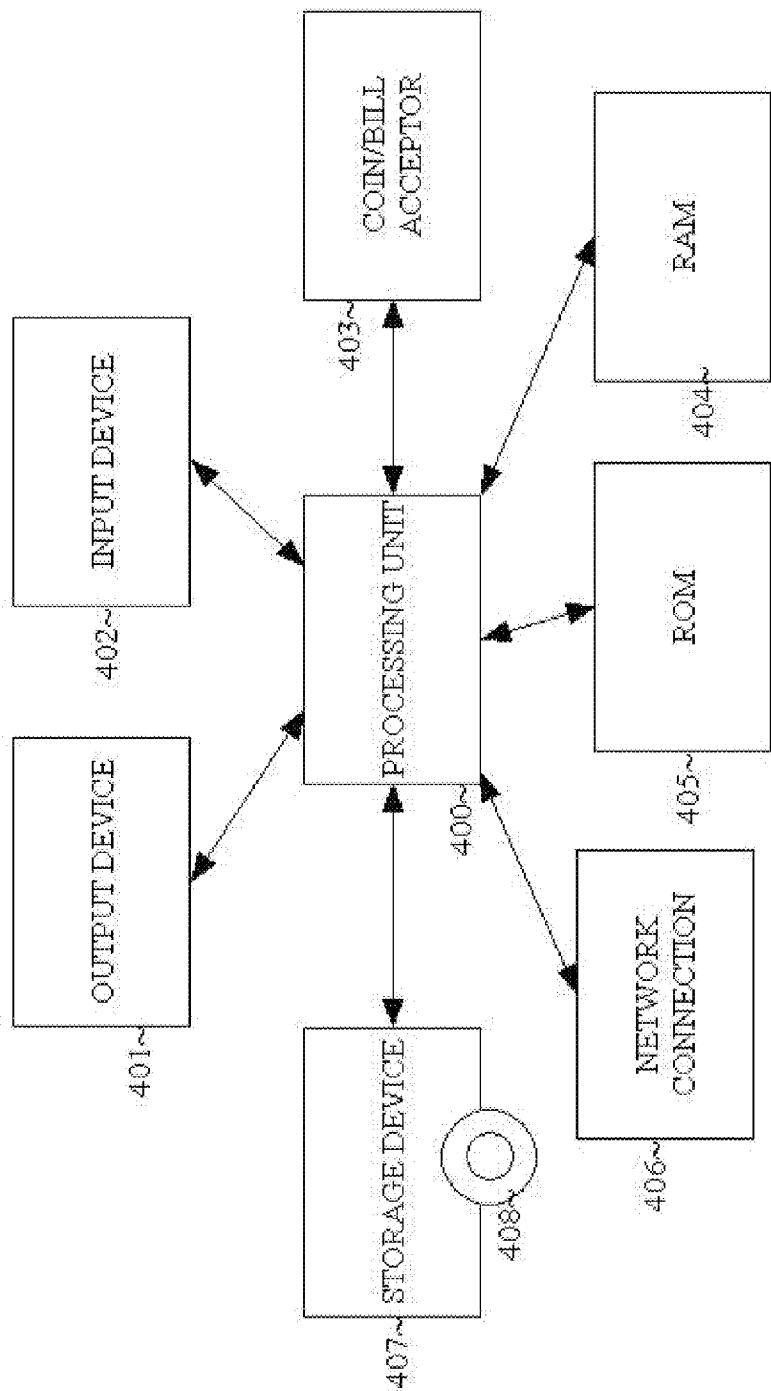 401~
OUTPUT DEVICE
402~
INPUT DEVICE
407~
STORAGE DEVICE
408~
400~
PROCESSING UNIT
403~
COIN/BILL
ACCEPTOR
406~
NETWORK
CONNECTION
405~
ROM
404~
RAM